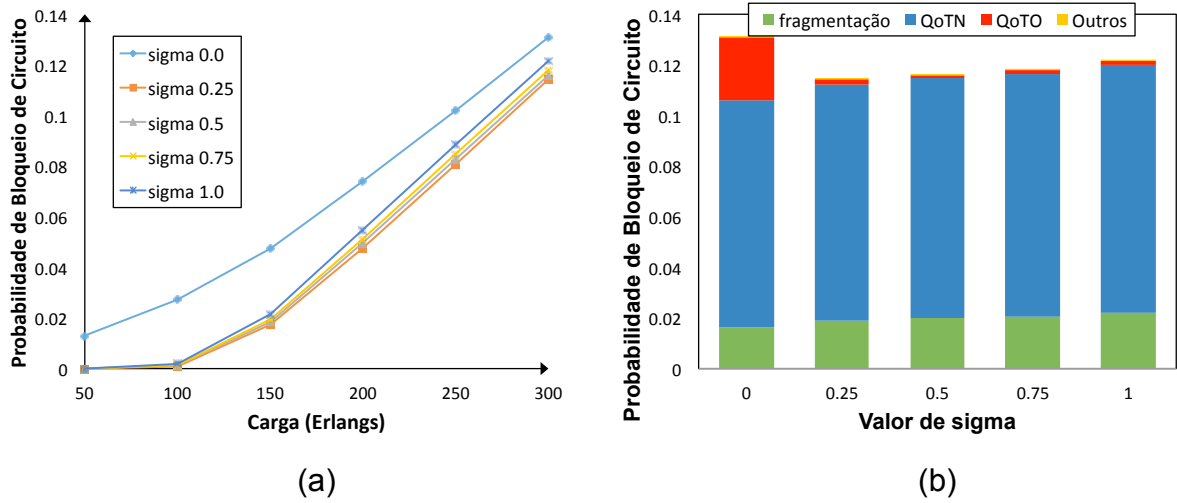 Probabilidade de Bloqueio de Circuito
0.14
0.12
0.1
0.08
0.06
0.04
0.02
0
sigma 0.0
sigma 0.25
sigma 0.5
sigma 0.75
sigma 1.0
50 100 150 200 250 300
Carga (Erlangs)
(a)
Probabilidade de Bloqueio de Circuito
0.14
0.12
0.1
0.08
0.06
0.04
0.02
0
fragmentação QoTN QoTO Outros
0 0.25 0.5 0.75 1
Valor de sigma
(b)